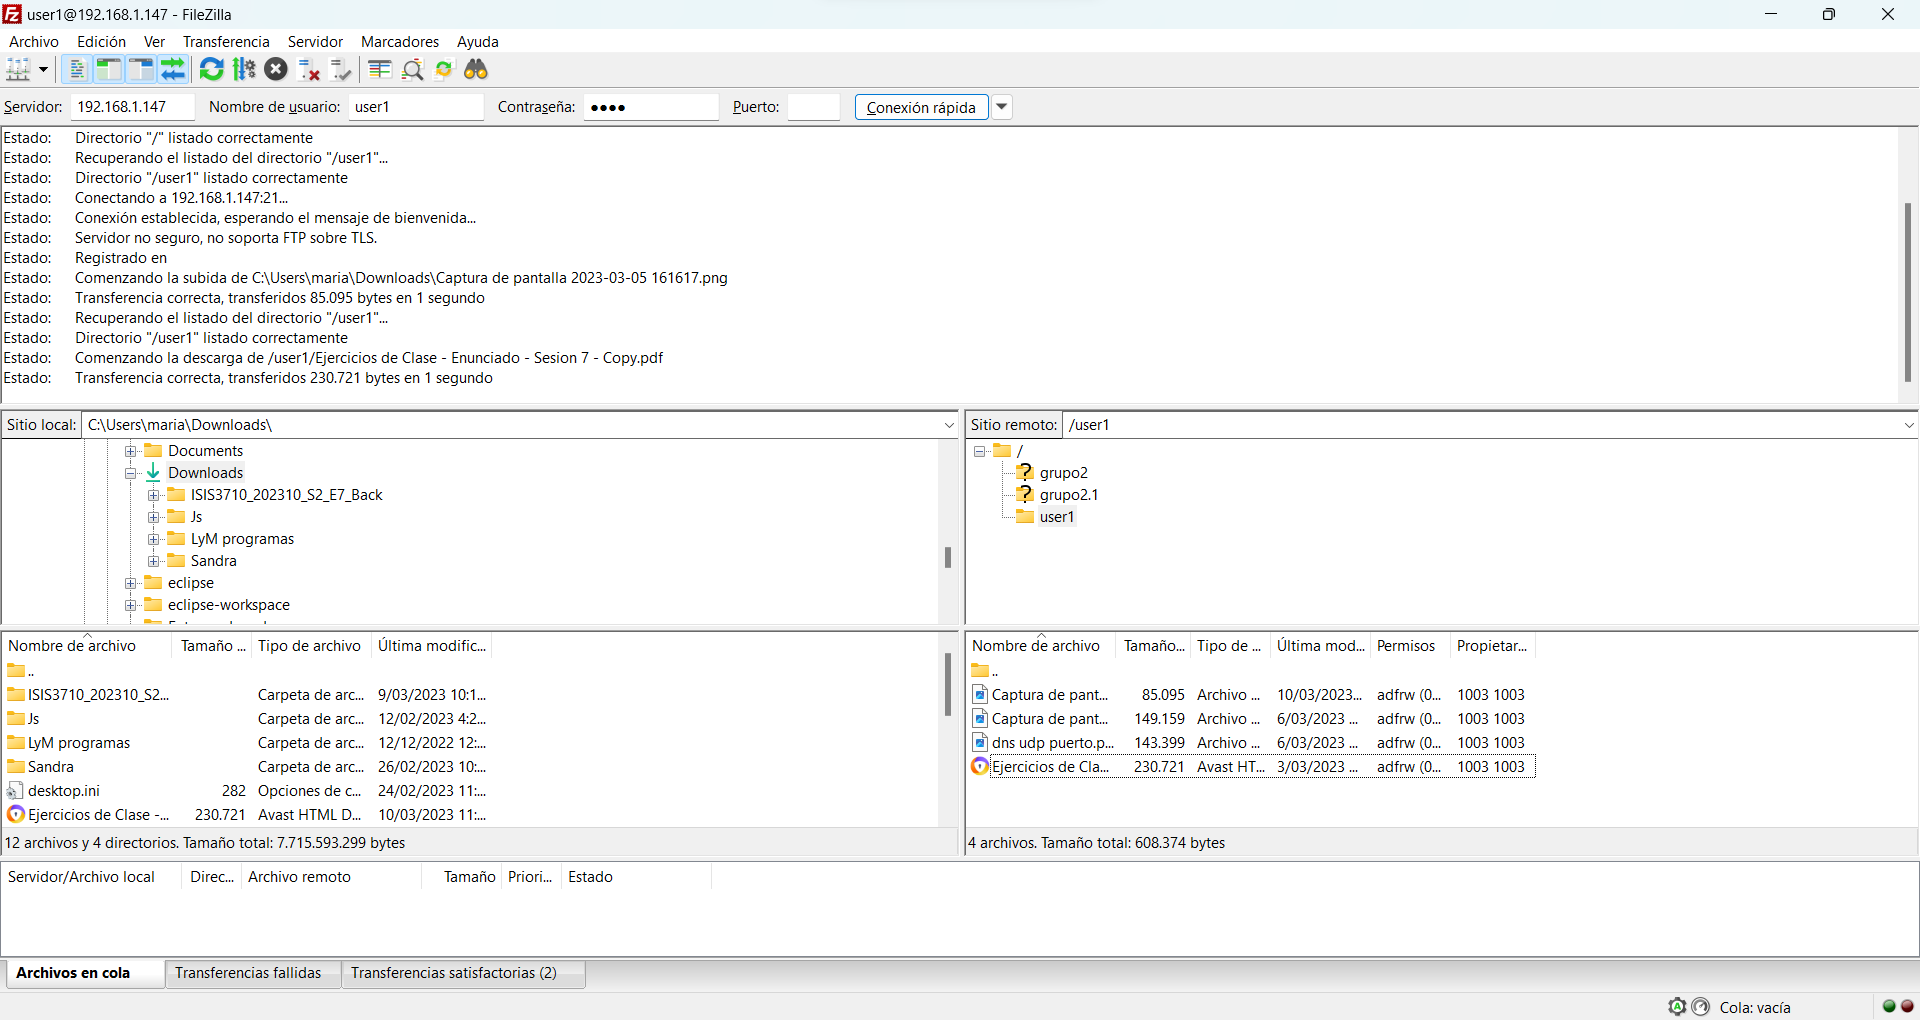 user1@192.168.1.147 - FileZilla
Archivo Edición Ver Transferencia Servidor Marcadores Ayuda
Servidor: 192.168.1.147 Nombre de usuario: user1 Contraseña: ●●●● Puerto: Conexión rápida
Estado: Directorio "/" listado correctamente
Estado: Recuperando el listado del directorio "/user1"...
Estado: Directorio "/user1" listado correctamente
Estado: Conectando a 192.168.1.147:21...
Estado: Conexión establecida, esperando el mensaje de bienvenida...
Estado: Servidor no seguro, no soporta FTP sobre TLS.
Estado: Registrado en
Estado: Comenzando la subida de C:\Users\maria\Downloads\Captura de pantalla 2023-03-05 161617.png
Estado: Transferencia correcta, transferidos 85.095 bytes en 1 segundo
Estado: Recuperando el listado del directorio "/user1"...
Estado: Directorio "/user1" listado correctamente
Estado: Comenzando la descarga de /user1/Ejercicios de Clase - Enunciado - Sesion 7 - Copy.pdf
Estado: Transferencia correcta, transferidos 230.721 bytes en 1 segundo
Sitio local: C:\Users\maria\Downloads\
Documents
Downloads
ISIS3710_202310_S2_E7_Back
Js
LyM programas
Sandra
eclipse
eclipse-workspace
Nombre de archivo Tamaño ... Tipo de archivo Última modific...
..
ISIS3710_202310_S2... Carpeta de arc... 9/03/2023 10:1...
Js Carpeta de arc... 12/02/2023 4:2...
LyM programas Carpeta de arc... 12/12/2022 12:...
Sandra Carpeta de arc... 26/02/2023 10:...
desktop.ini 282 Opciones de c... 24/02/2023 11:...
Ejercicios de Clase -... 230.721 Avast HTML D... 10/03/2023 11:...
12 archivos y 4 directorios. Tamaño total: 7.715.593.299 bytes
Sitio remoto: /user1
/
grupo2
grupo2.1
user1
Nombre de archivo Tamaño... Tipo de ... Última mod... Permisos Propietar...
..
Captura de pant... 85.095 Archivo ... 10/03/2023... adfrw (0... 1003 1003
Captura de pant... 149.159 Archivo ... 6/03/2023 ... adfrw (0... 1003 1003
dns udp puerto.p... 143.399 Archivo ... 6/03/2023 ... adfrw (0... 1003 1003
Ejercicios de Cla... 230.721 Avast HT... 3/03/2023 ... adfrw (0... 1003 1003
4 archivos. Tamaño total: 608.374 bytes
Servidor/Archivo local Direc... Archivo remoto Tamaño Priori... Estado
Archivos en cola Transferencias fallidas Transferencias satisfactorias (2)
Cola: vacía